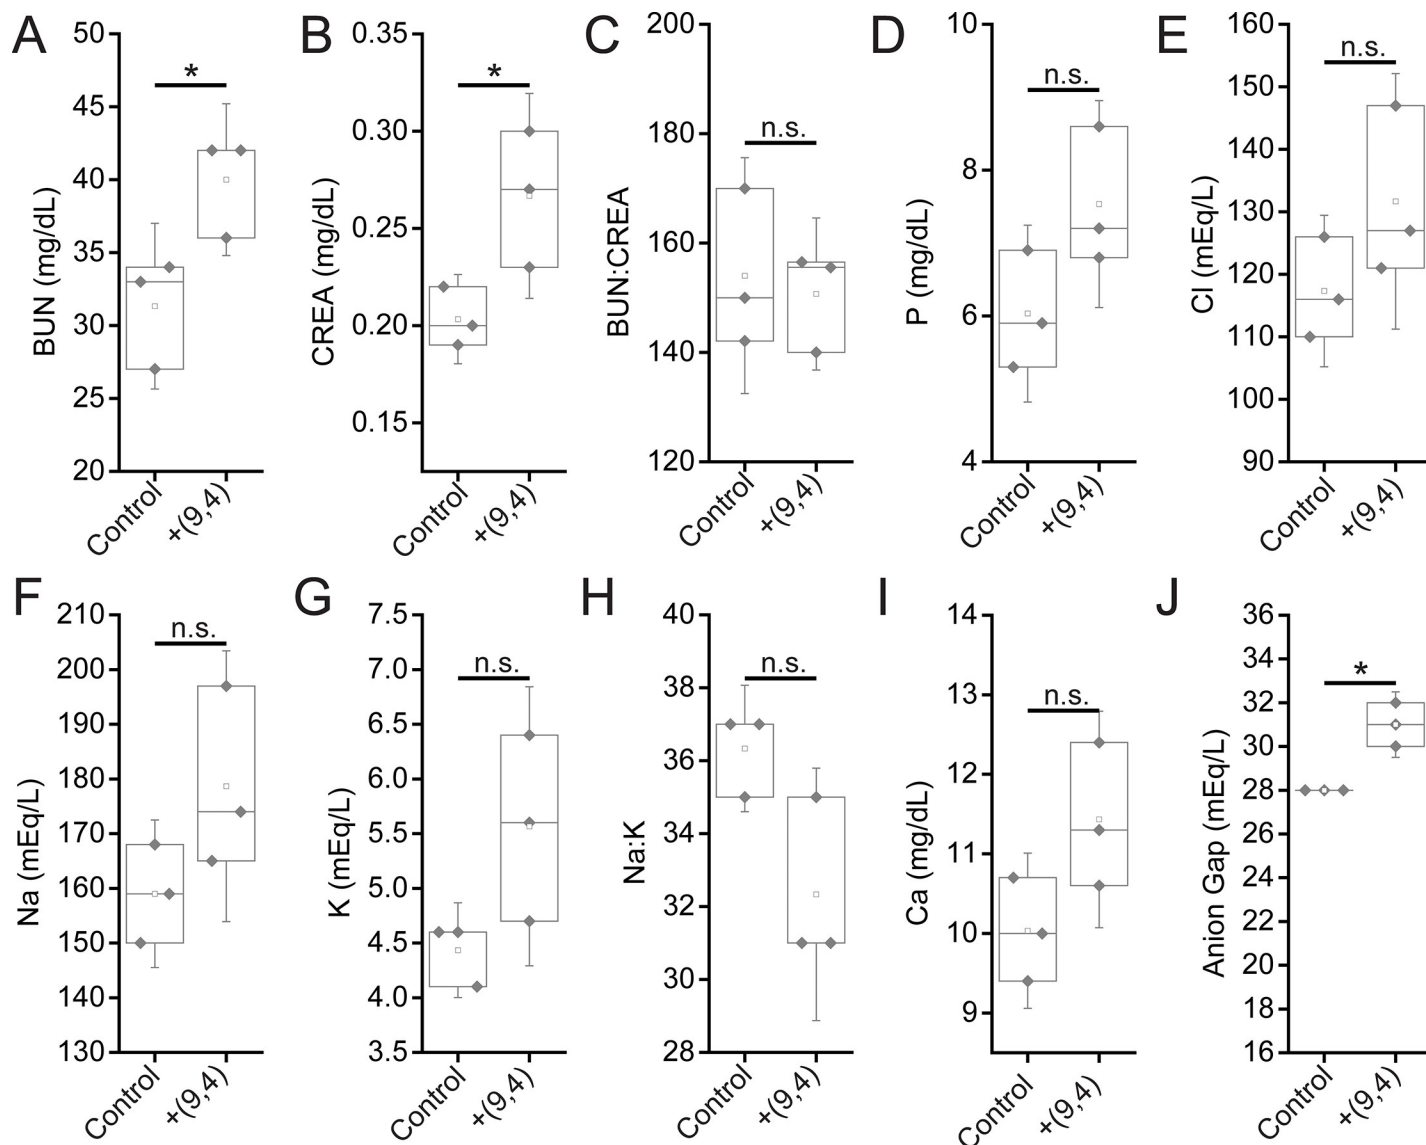 A
BUN (mg/dL)
50
45
40
35
30
25
20
*
Control
+(9,4)
B
CREA (mg/dL)
0.35
0.30
0.25
0.20
0.15
*
Control
+(9,4)
C
BUN:CREA
200
180
160
140
120
n.s.
Control
+(9,4)
D
P (mg/dL)
10
8
6
4
n.s.
Control
+(9,4)
E
Cl (mEq/L)
160
150
140
130
120
110
100
90
n.s.
Control
+(9,4)
F
Na (mEq/L)
210
200
190
180
170
160
150
140
130
n.s.
Control
+(9,4)
G
K (mEq/L)
7.5
7.0
6.5
6.0
5.5
5.0
4.5
4.0
3.5
n.s.
Control
+(9,4)
H
Na:K
40
38
36
34
32
30
28
n.s.
Control
+(9,4)
I
Ca (mg/dL)
14
13
12
11
10
9
n.s.
Control
+(9,4)
J
Anion Gap (mEq/L)
36
34
32
30
28
26
24
22
20
18
16
*
Control
+(9,4)